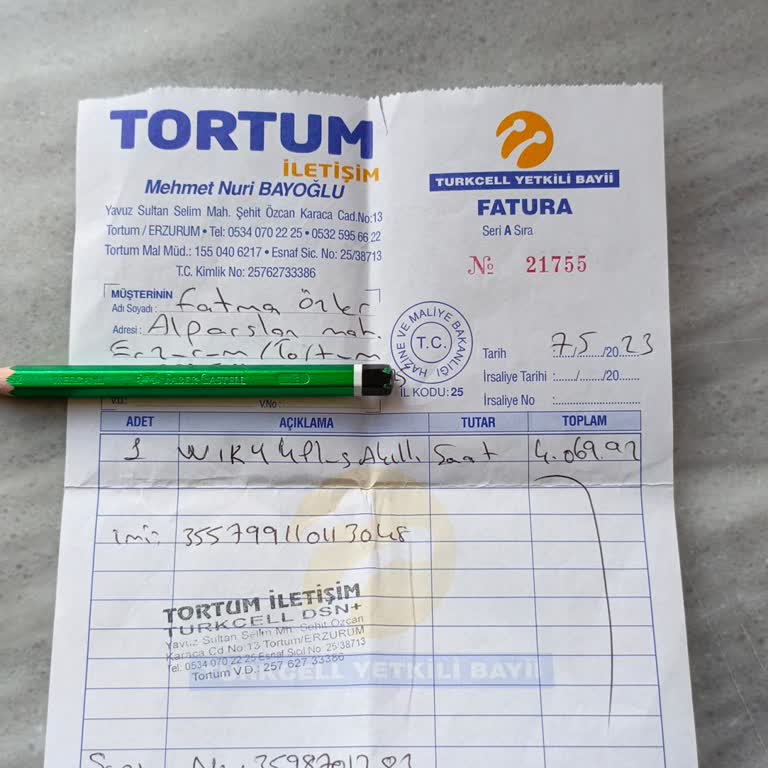 TORTUM
İLETİŞİM
Mehmet Nuri BAYOĞLU
Yavuz Sultan Selim Mah. Şehit Özcan Karaca Cad.No:13
Tortum / ERZURUM • Tel: 0534 070 22 25 • 0532 595 66 22
Tortum Mal Müd.: 155 040 6217 • Esnaf Sic. No: 25/38713
T.C. Kimlik No: 25762733386
TURKCELL YETKİLİ BAYİİ
FATURA
Seri A Sıra
№ 21755
MÜŞTERİNİN
Adı Soyadı: Fatma Özler
Adresi: Alparslan mah.
Erzurum / Tortum
V.D.: V.No:
HAZİNE VE MALİYE BAKANLIĞI
T.C.
İL KODU: 25
Tarih 7.5./20 23
İrsaliye Tarihi :....../....../20......
İrsaliye No :
ADET AÇIKLAMA TUTAR TOPLAM
1 Akıllı Saat 4.069.92
imi: 355799110113048
TORTUM İLETİŞİM
TURKCELL DSN+
Yavuz Sultan Selim Mh. Şehit Özcan
Karaca Cd No 13 Tortum/ERZURUM
Tel. 0534 070 22 25 Esnaf Sicil No: 25/38713
Tortum V.D.: 257 627 33386
TURKCELL YETKİLİ BAYİİ
FABER-CASTELL